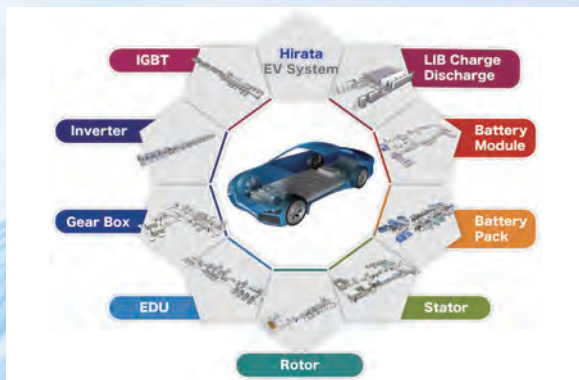 Hirata
EV System
IGBT
LIB Charge
Discharge
Inverter
Battery
Module
Gear Box
Battery
Pack
EDU
Stator
Rotor